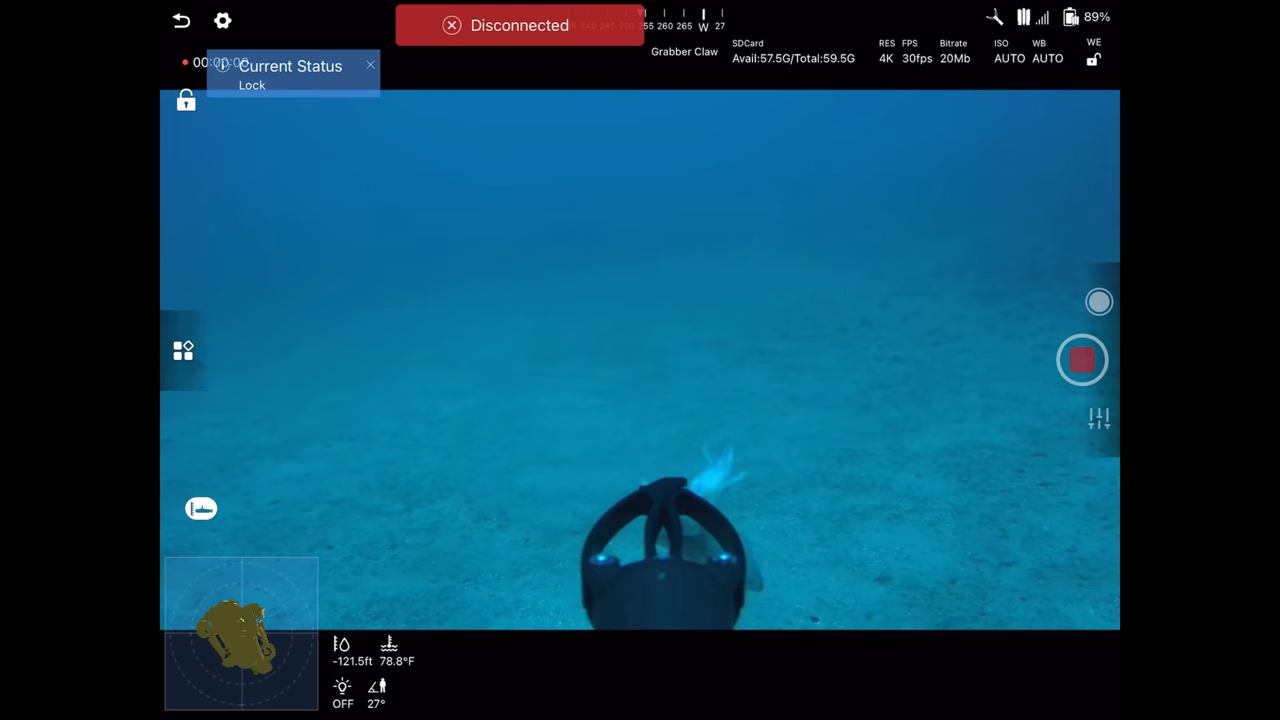 Disconnected
255 260 265 W 27
89%
Grabber Claw
SDCard
Avail:57.5G/Total:59.5G
RES FPS Bitrate
4K 30fps 20Mb
ISO WB
AUTO AUTO
WE
Current Status
Lock
-121.5ft 78.8°F
OFF 27°